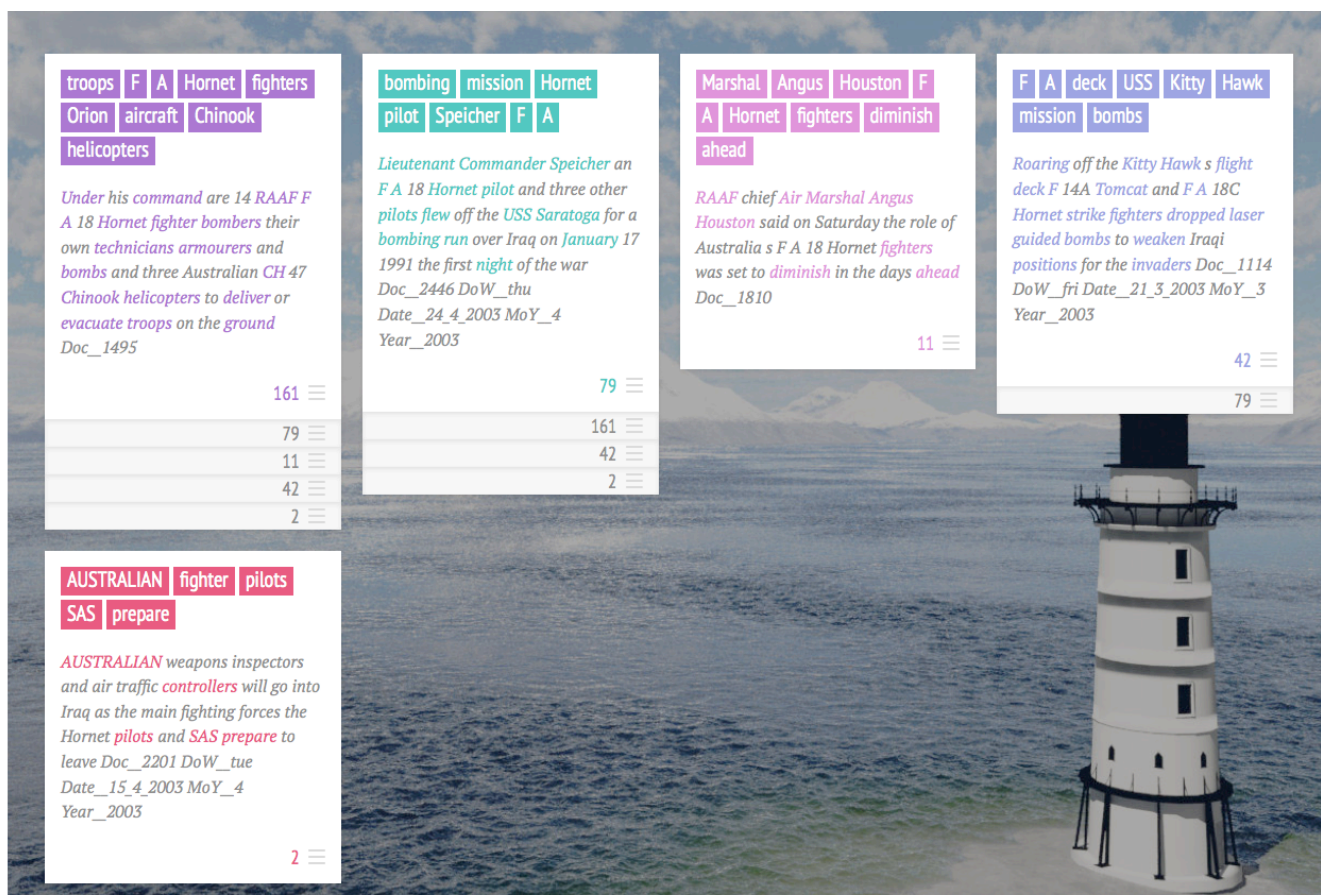 troops F A Hornet fighters
Orion aircraft Chinook
helicopters
Under his command are 14 RAAF F
A 18 Hornet fighter bombers their
own technicians armourers and
bombs and three Australian CH 47
Chinook helicopters to deliver or
evacuate troops on the ground
Doc__1495
161
79
11
42
2
bombing mission Hornet
pilot Speicher F A
Lieutenant Commander Speicher an
F A 18 Hornet pilot and three other
pilots flew off the USS Saratoga for a
bombing run over Iraq on January 17
1991 the first night of the war
Doc__2446 DoW__thu
Date__24_4_2003 MoY__4
Year__2003
79
161
42
2
Marshal Angus Houston F
A Hornet fighters diminish
ahead
RAAF chief Air Marshal Angus
Houston said on Saturday the role of
Australia s F A 18 Hornet fighters
was set to diminish in the days ahead
Doc__1810
11
F A deck USS Kitty Hawk
mission bombs
Roaring off the Kitty Hawk s flight
deck F 14A Tomcat and F A 18C
Hornet strike fighters dropped laser
guided bombs to weaken Iraqi
positions for the invaders Doc__1114
DoW__fri Date__21_3_2003 MoY__3
Year__2003
42
79
AUSTRALIAN fighter pilots
SAS prepare
AUSTRALIAN weapons inspectors
and air traffic controllers will go into
Iraq as the main fighting forces the
Hornet pilots and SAS prepare to
leave Doc__2201 DoW__tue
Date__15_4_2003 MoY__4
Year__2003
2